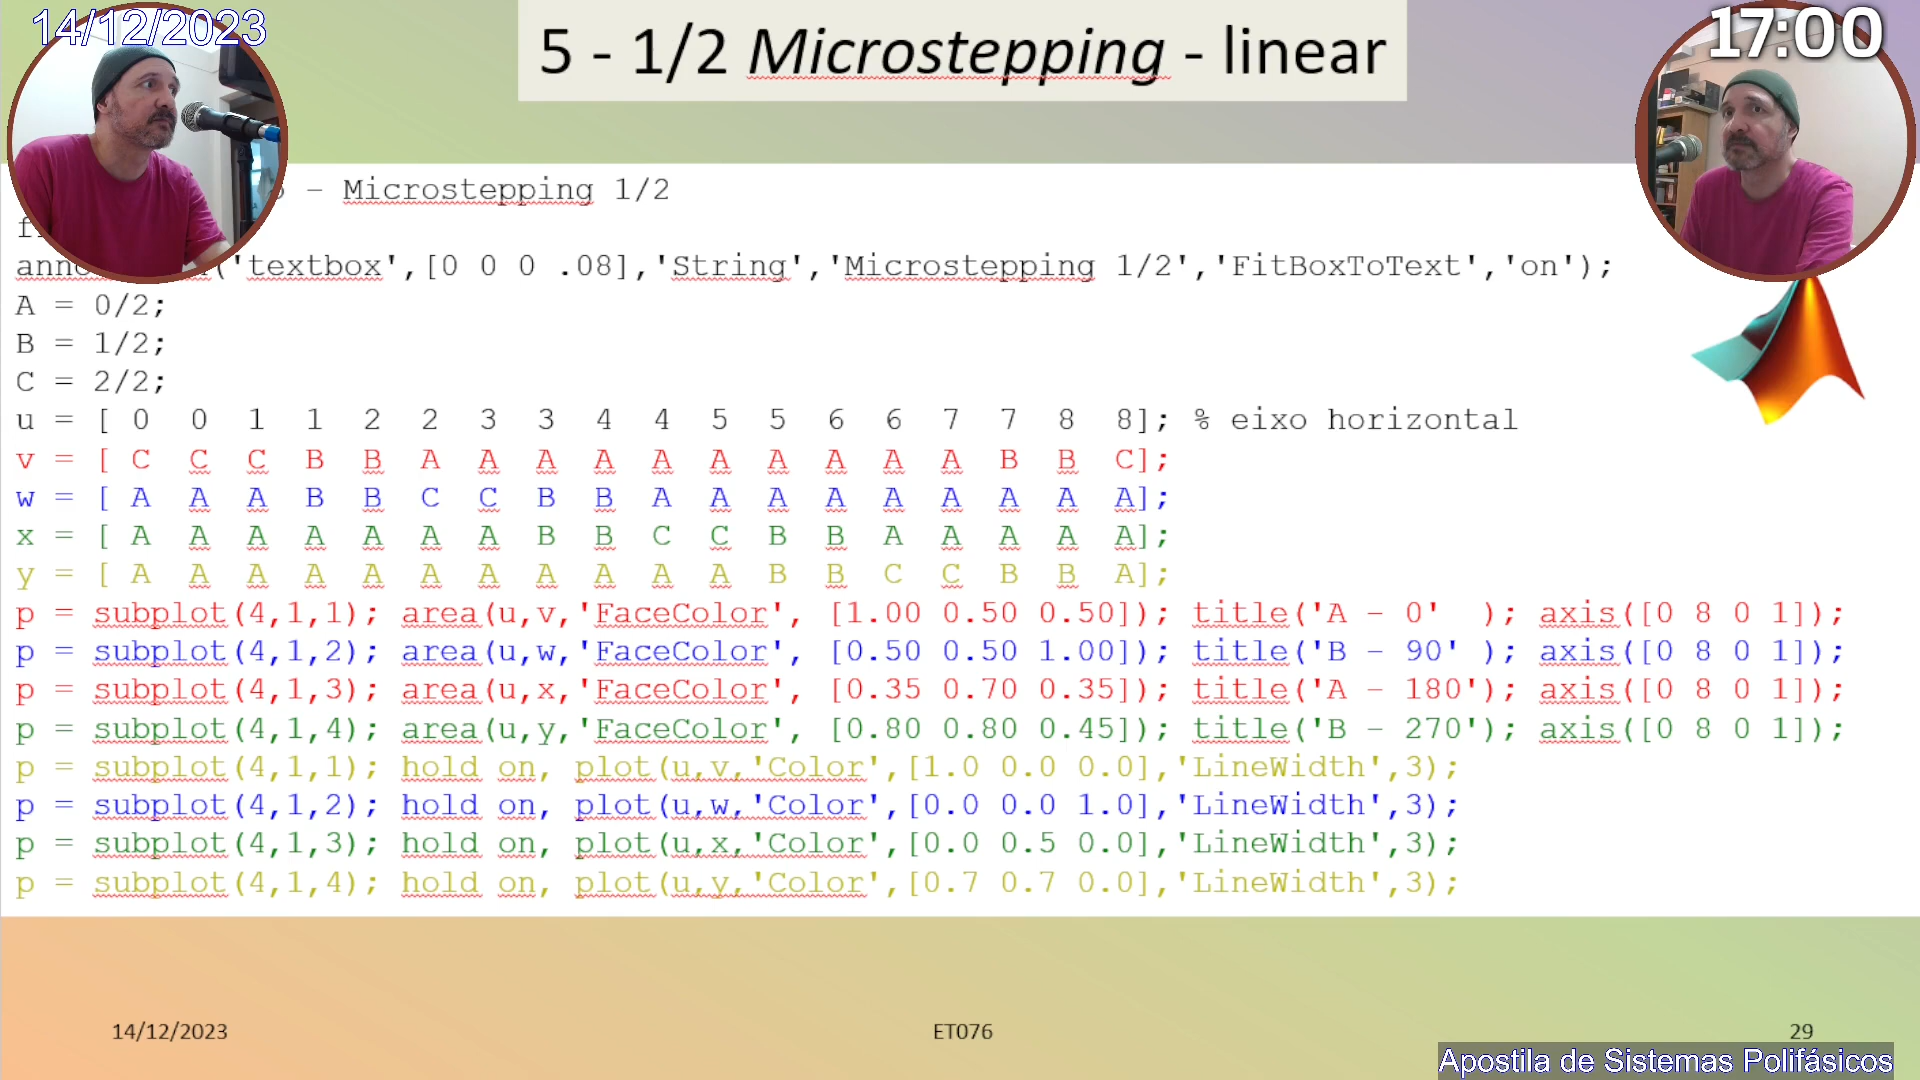 14/12/2023
17:00
5 - 1/2 Microstepping - linear
– Microstepping 1/2
('textbox',[0 0 0 .08],'String','Microstepping 1/2','FitBoxToText','on');
A = 0/2;
B = 1/2;
C = 2/2;
u = [ 0 0 1 1 2 2 3 3 4 4 5 5 6 6 7 7 8 8]; % eixo horizontal
v = [ C C C B B A A A A A A A A A A B B C];
w = [ A A A B B C C B B A A A A A A A A A];
x = [ A A A A A A A B B C C B B A A A A A];
y = [ A A A A A A A A A A A B B C C B B A];
p = subplot(4,1,1); area(u,v,'FaceColor', [1.00 0.50 0.50]); title('A – 0' ); axis([0 8 0 1]);
p = subplot(4,1,2); area(u,w,'FaceColor', [0.50 0.50 1.00]); title('B – 90' ); axis([0 8 0 1]);
p = subplot(4,1,3); area(u,x,'FaceColor', [0.35 0.70 0.35]); title('A – 180'); axis([0 8 0 1]);
p = subplot(4,1,4); area(u,y,'FaceColor', [0.80 0.80 0.45]); title('B – 270'); axis([0 8 0 1]);
p = subplot(4,1,1); hold on, plot(u,v,'Color',[1.0 0.0 0.0],'LineWidth',3);
p = subplot(4,1,2); hold on, plot(u,w,'Color',[0.0 0.0 1.0],'LineWidth',3);
p = subplot(4,1,3); hold on, plot(u,x,'Color',[0.0 0.5 0.0],'LineWidth',3);
p = subplot(4,1,4); hold on, plot(u,y,'Color',[0.7 0.7 0.0],'LineWidth',3);
14/12/2023
ET076
29
Apostila de Sistemas Polifásicos